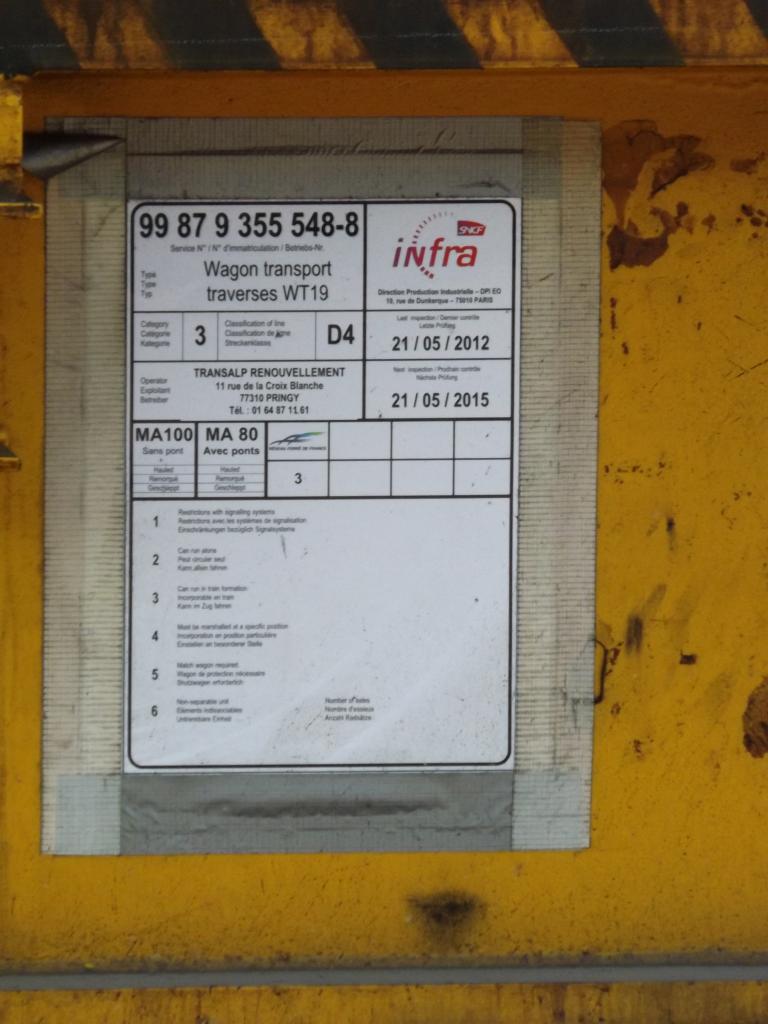 99 87 9 355 548-8
Service N° / N° d'immatriculation / Betriebs-Nr.
Type
Type
Typ
Wagon transport
traverses WT19
SNCF
infra
Direction Production Industrielle – DPI EO
10, rue de Dunkerque – 75010 PARIS
Category
Catégorie
Kategorie
3
Classification of line
Classification de ligne
Streckenklasse
D4
Last inspection / Dernier contrôle
Letzte Prüfung
21 / 05 / 2012
Operator
Exploitant
Betreiber
TRANSALP RENOUVELLEMENT
11 rue de la Croix Blanche
77310 PRINGY
Tél. : 01 64 87 11 61
Next inspection / Prochain contrôle
Nächste Prüfung
21 / 05 / 2015
MA100
Sans pont
Hauled
Remorqué
Geschleppt
MA 80
Avec ponts
Hauled
Remorqué
Geschleppt
RÉSEAU FERRÉ DE FRANCE
3
1
Restrictions with signalling systems
Restrictions avec les systèmes de signalisation
Einschränkungen bezüglich Signalsysteme
2
Can run alone
Peut circuler seul
Kann allein fahren
3
Can run in train formation
Incorporable en train
Kann im Zug fahren
4
Must be marshalled at a specific position
Incorporation en position particulière
Einstellen an besonderer Stelle
5
Match wagon required
Wagon de protection nécessaire
Shutzwagen erforderlich
6
Non-separable unit
Eléments indissociables
Untrennbare Einheit
Number of axles
Nombre d'essieux
Anzahl Radsätze